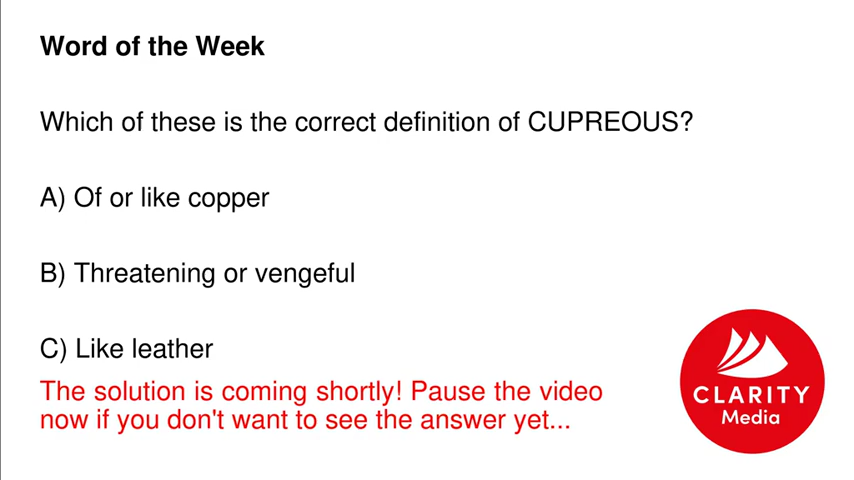 Word of the Week
Which of these is the correct definition of CUPREOUS?
A) Of or like copper
B) Threatening or vengeful
C) Like leather
The solution is coming shortly! Pause the video
now if you don't want to see the answer yet...
CLARITY
Media